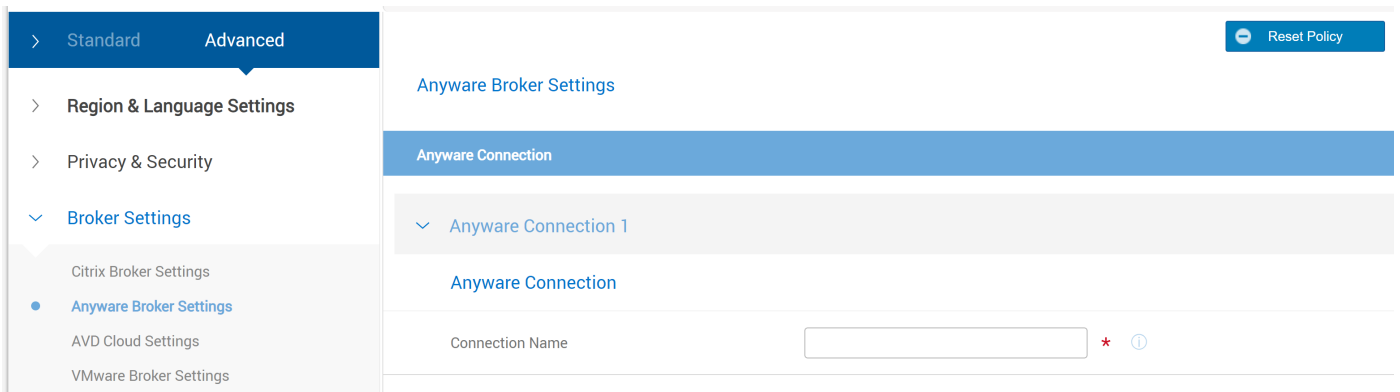 Standard Advanced
Region & Language Settings
Privacy & Security
Broker Settings
Citrix Broker Settings
Anyware Broker Settings
AVD Cloud Settings
VMware Broker Settings
Reset Policy
Anyware Broker Settings
Anyware Connection
Anyware Connection 1
Anyware Connection
Connection Name *